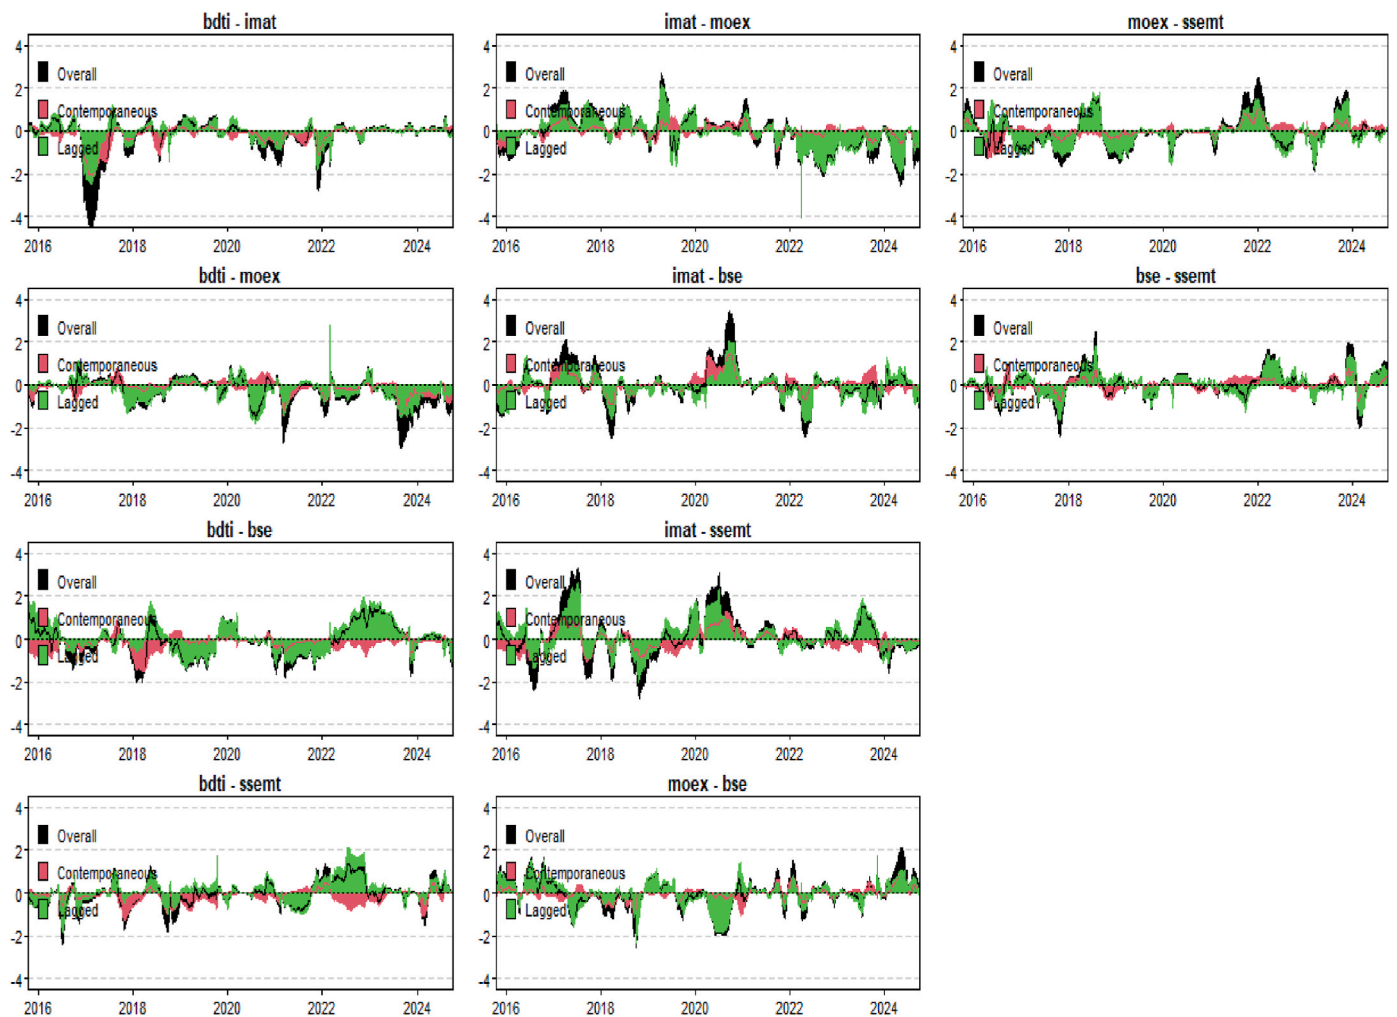 bdti - imat
4
2
0
-2
-4
Overall
Contemporaneous
Lagged
2016 2018 2020 2022 2024
imat - moex
4
2
0
-2
-4
Overall
Contemporaneous
Lagged
2016 2018 2020 2022 2024
moex - ssemt
4
2
0
-2
-4
Overall
Contemporaneous
Lagged
2016 2018 2020 2022 2024
bdti - moex
4
2
0
-2
-4
Overall
Contemporaneous
Lagged
2016 2018 2020 2022 2024
imat - bse
4
2
0
-2
-4
Overall
Contemporaneous
Lagged
2016 2018 2020 2022 2024
bse - ssemt
4
2
0
-2
-4
Overall
Contemporaneous
Lagged
2016 2018 2020 2022 2024
bdti - bse
4
2
0
-2
-4
Overall
Contemporaneous
Lagged
2016 2018 2020 2022 2024
imat - ssemt
4
2
0
-2
-4
Overall
Contemporaneous
Lagged
2016 2018 2020 2022 2024
bdti - ssemt
4
2
0
-2
-4
Overall
Contemporaneous
Lagged
2016 2018 2020 2022 2024
moex - bse
4
2
0
-2
-4
Overall
Contemporaneous
Lagged
2016 2018 2020 2022 2024